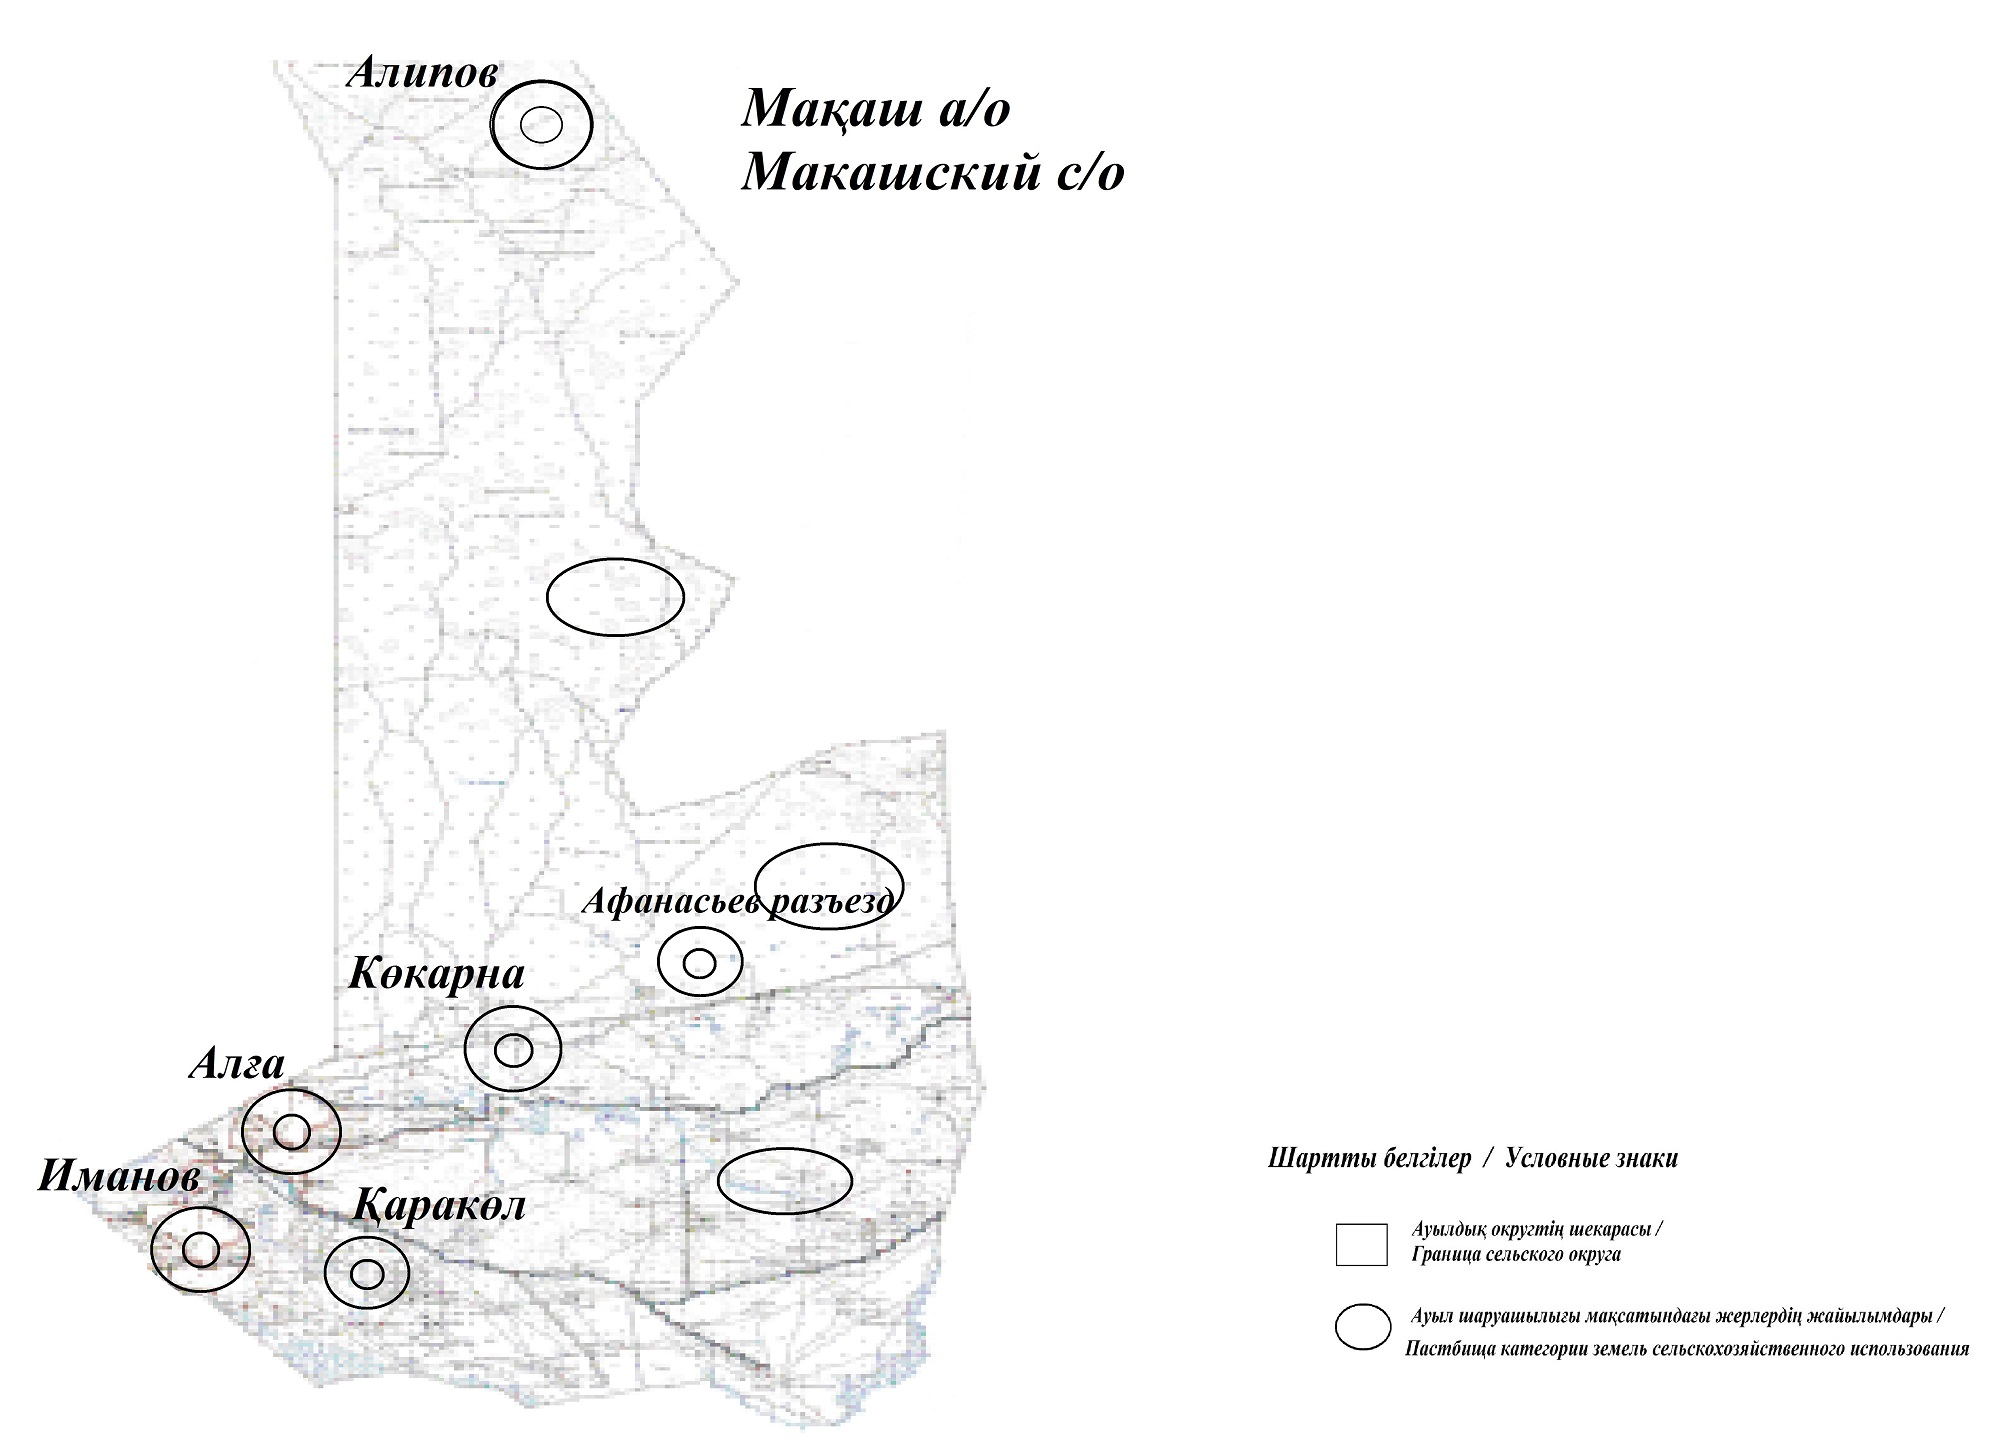 Алипов
Мақаш а/о
Макашский с/о
Афанасьев разъезд
Көкарна
Алға
Иманов
Қаракөл
Шартты белгілер / Условные знаки
Ауылдық округтің шекарасы /
Граница сельского округа
Ауыл шаруашылығы мақсатындағы жерлердің жайылымдары /
Пастбища категории земель сельскохозяйственного использования